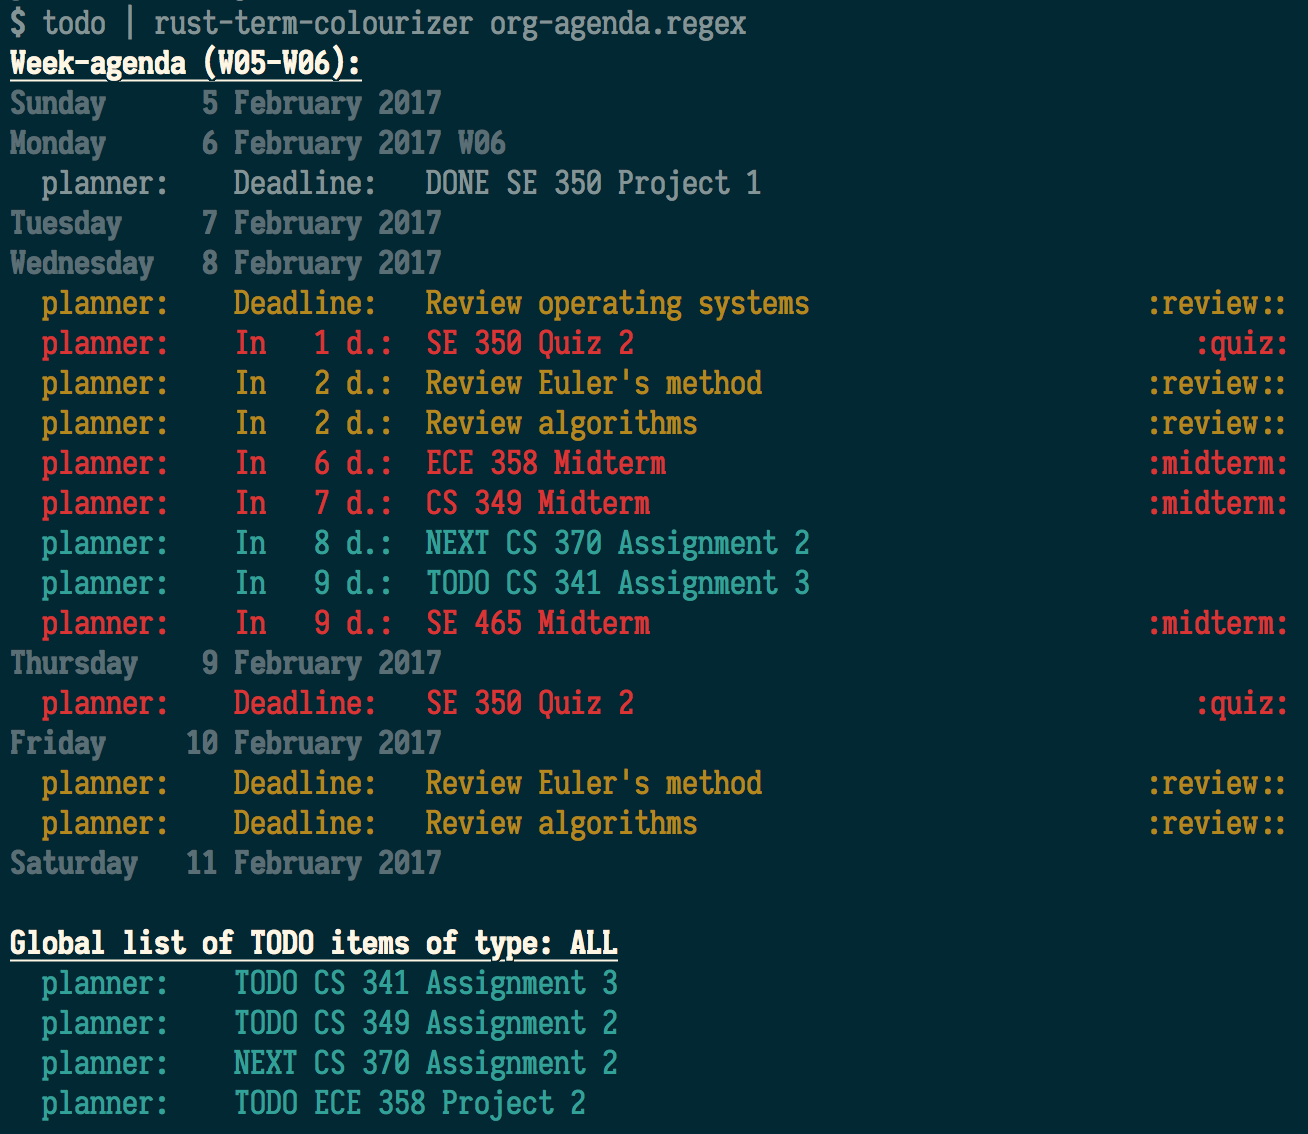 $ todo | rust-term-colourizer org-agenda.regex
Week-agenda (W05-W06):
Sunday      5 February 2017
Monday      6 February 2017 W06
  planner:    Deadline:   DONE SE 350 Project 1
Tuesday     7 February 2017
Wednesday   8 February 2017
  planner:    Deadline:   Review operating systems                     :review::
  planner:    In   1 d.:  SE 350 Quiz 2                                   :quiz:
  planner:    In   2 d.:  Review Euler's method                        :review::
  planner:    In   2 d.:  Review algorithms                            :review::
  planner:    In   6 d.:  ECE 358 Midterm                              :midterm:
  planner:    In   7 d.:  CS 349 Midterm                               :midterm:
  planner:    In   8 d.:  NEXT CS 370 Assignment 2
  planner:    In   9 d.:  TODO CS 341 Assignment 3
  planner:    In   9 d.:  SE 465 Midterm                               :midterm:
Thursday    9 February 2017
  planner:    Deadline:   SE 350 Quiz 2                                   :quiz:
Friday     10 February 2017
  planner:    Deadline:   Review Euler's method                        :review::
  planner:    Deadline:   Review algorithms                            :review::
Saturday   11 February 2017

Global list of TODO items of type: ALL
  planner:    TODO CS 341 Assignment 3
  planner:    TODO CS 349 Assignment 2
  planner:    NEXT CS 370 Assignment 2
  planner:    TODO ECE 358 Project 2